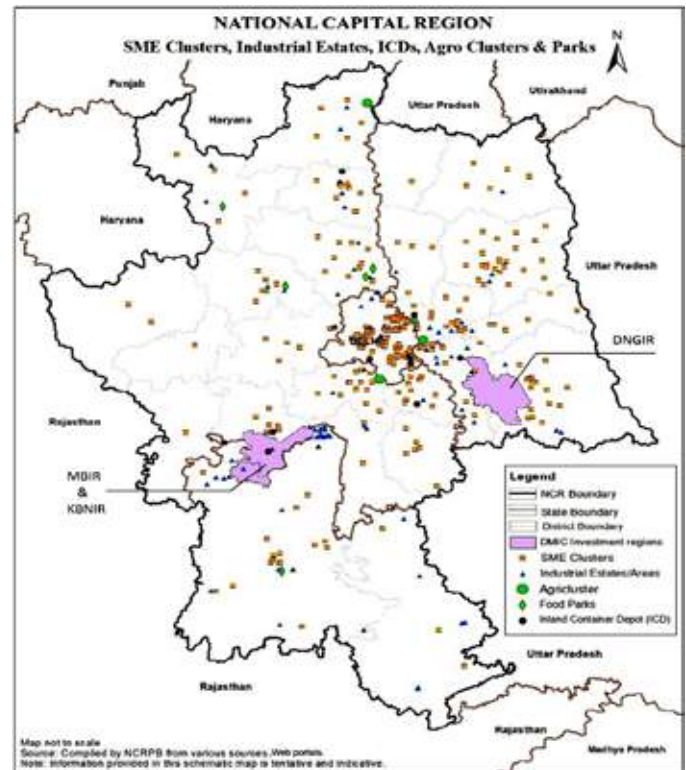 NATIONAL CAPITAL REGION
SME Clusters, Industrial Estates, ICDs, Agro Clusters & Parks
N
Punjab
Haryana
Uttar Pradesh
Uttrakhand
Haryana
Uttar Pradesh
DNGIR
Rajasthan
MBIR
&
KBNIR
Legend
NCR Boundary
State Boundary
District Boundary
DMIC Investment regions
SME Clusters
Industrial Estates/Areas
Agricluster
Food Parks
Inland Container Depot (ICD)
Uttar Pradesh
Rajasthan
Rajasthan
Madhya Pradesh
Map not to scale
Source: Compiled by NCRPB from various sources, Web portals.
Note: Information provided in this schematic map is tentative and indicative.